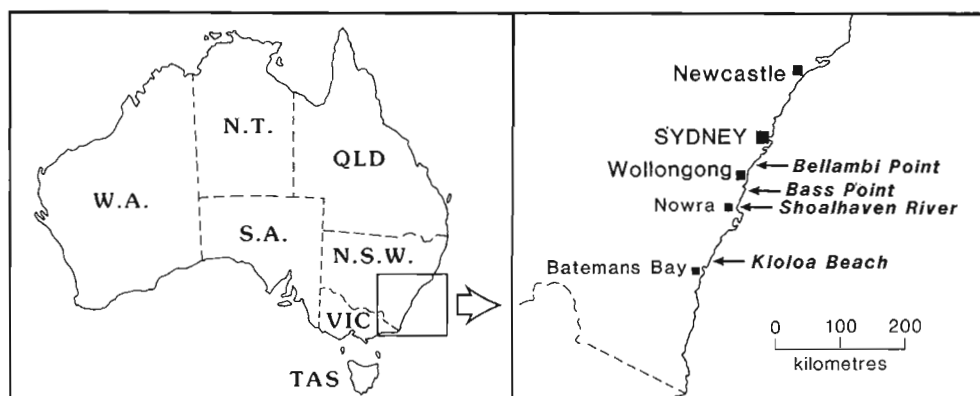 N.T.
QLD
W.A.
S.A.
N.S.W.
VIC
TAS
Newcastle
SYDNEY
Bellambi Point
Wollongong
Bass Point
Nowra
Shoalhaven River
Batemans Bay
Kioloa Beach
0 100 200
kilometres